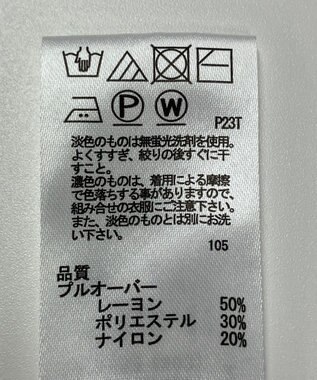 P W
P23T
淡色のものは無蛍光洗剤を使用。
よくすすぎ、絞りの後すぐに干
すこと。
濃色のものは、着用による摩擦
で色落ちする事がありますので、
組み合せの衣服にご注意下さい。
また、淡色のものとは別にお洗
い下さい。
105
品質
プルオーバー
レーヨン 50%
ポリエステル 30%
ナイロン 20%